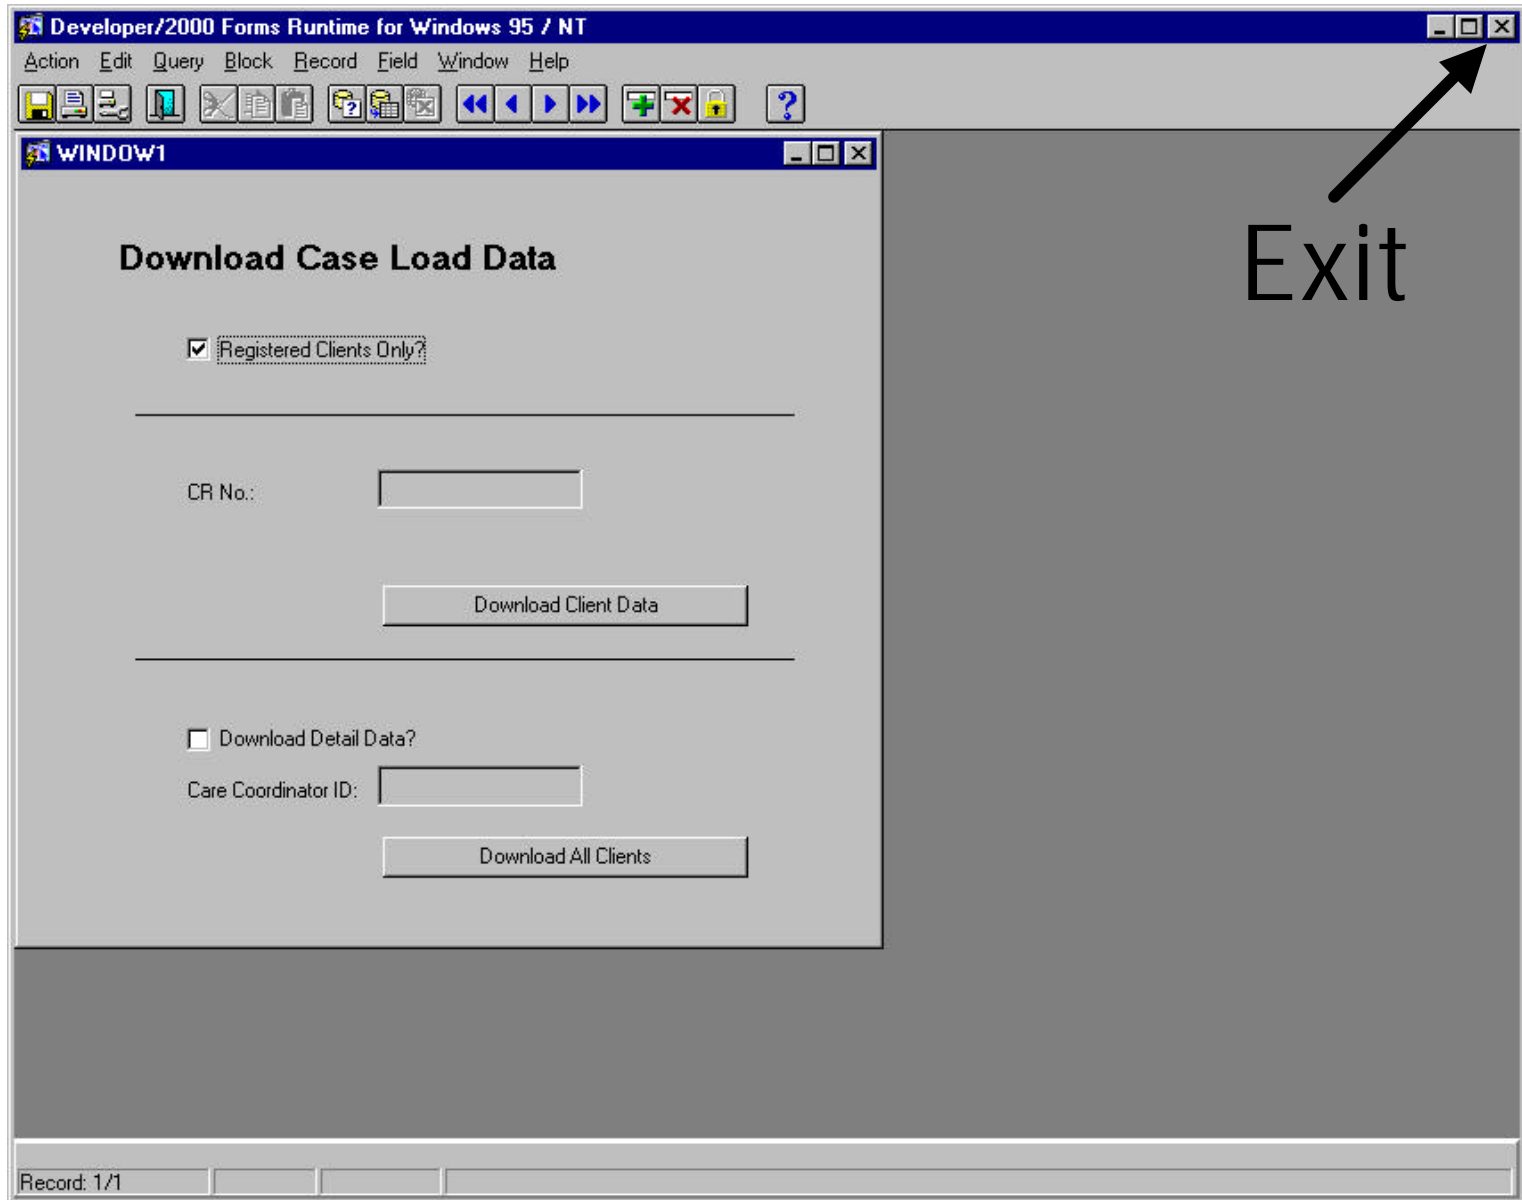 Developer/2000 Forms Runtime for Windows 95 / NT
Action Edit Query Block Record Field Window Help
WINDOW1
Exit
Download Case Load Data
Registered Clients Only?
CR No.:
Download Client Data
Download Detail Data?
Care Coordinator ID:
Download All Clients
Record: 1/1